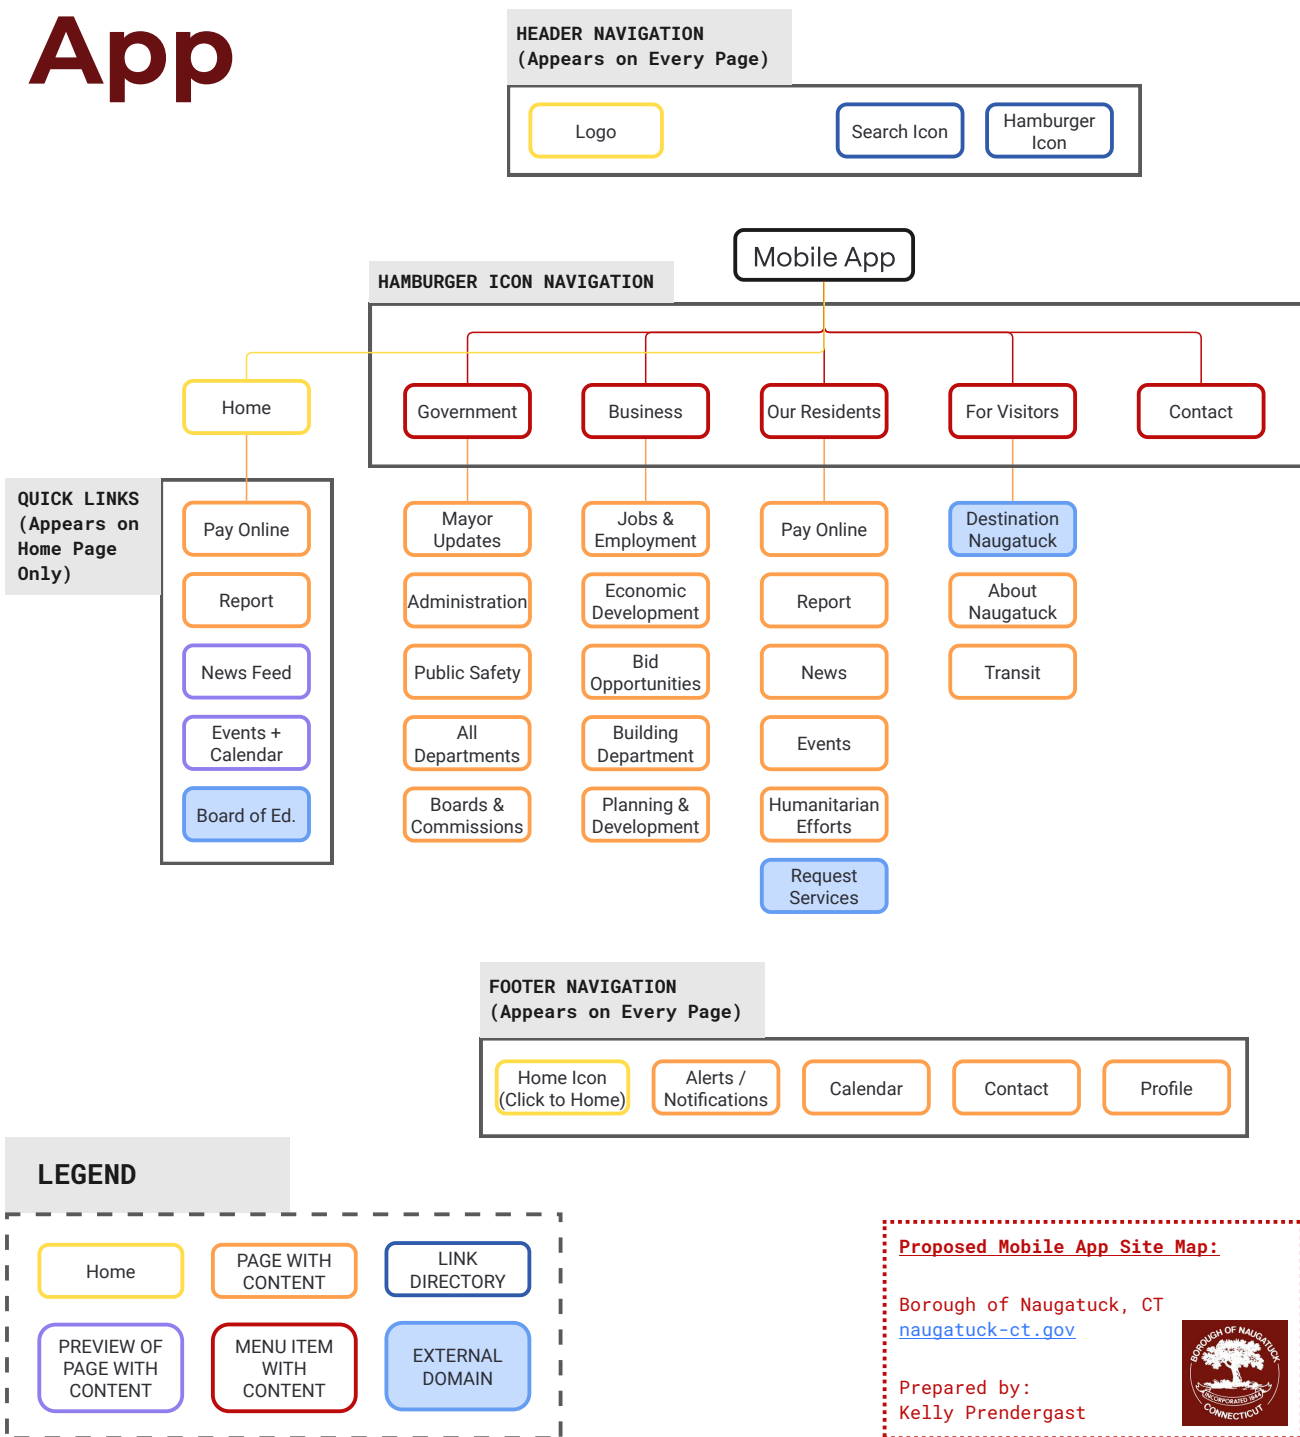 App
HEADER NAVIGATION
(Appears on Every Page)
Logo
Search Icon
Hamburger
Icon
Mobile App
HAMBURGER ICON NAVIGATION
Home
Government
Business
Our Residents
For Visitors
Contact
QUICK LINKS
(Appears on
Home Page
Only)
Pay Online
Report
News Feed
Events +
Calendar
Board of Ed.
Mayor
Updates
Administration
Public Safety
All
Departments
Boards &
Commissions
Jobs &
Employment
Economic
Development
Bid
Opportunities
Building
Department
Planning &
Development
Pay Online
Report
News
Events
Humanitarian
Efforts
Request
Services
Destination
Naugatuck
About
Naugatuck
Transit
FOOTER NAVIGATION
(Appears on Every Page)
Home Icon
(Click to Home)
Alerts /
Notifications
Calendar
Contact
Profile
LEGEND
Home
PAGE WITH
CONTENT
LINK
DIRECTORY
PREVIEW OF
PAGE WITH
CONTENT
MENU ITEM
WITH
CONTENT
EXTERNAL
DOMAIN
Proposed Mobile App Site Map:
Borough of Naugatuck, CT
naugatuck-ct.gov
Prepared by:
Kelly Prendergast
BOROUGH OF NAUGATUCK
INCORPORATED 1844
CONNECTICUT